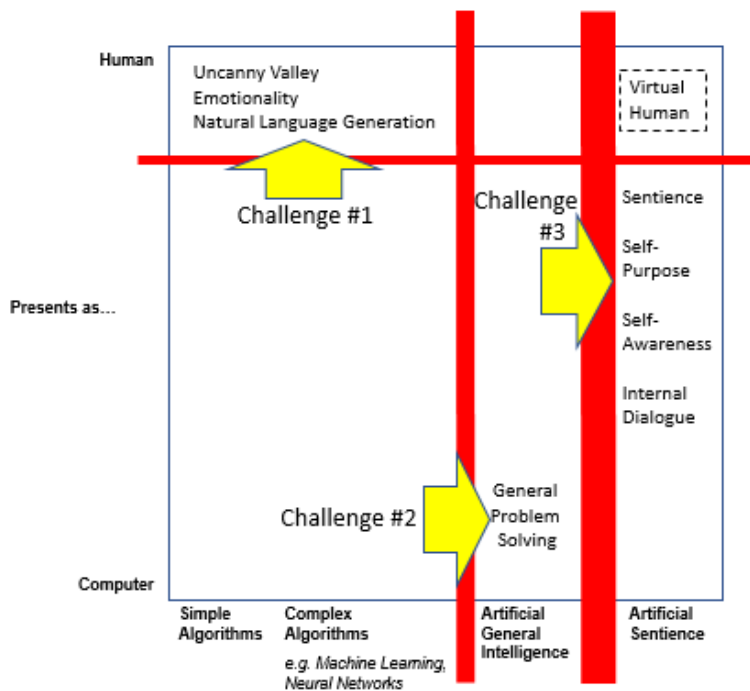 Human
Uncanny Valley
Emotionality
Natural Language Generation
Virtual
Human
Challenge #1
Challenge
#3
Sentience
Self-
Purpose
Self-
Awareness
Internal
Dialogue
Presents as...
Challenge #2
General
Problem
Solving
Computer
Simple
Algorithms
Complex
Algorithms
e.g. Machine Learning,
Neural Networks
Artificial
General
Intelligence
Artificial
Sentience